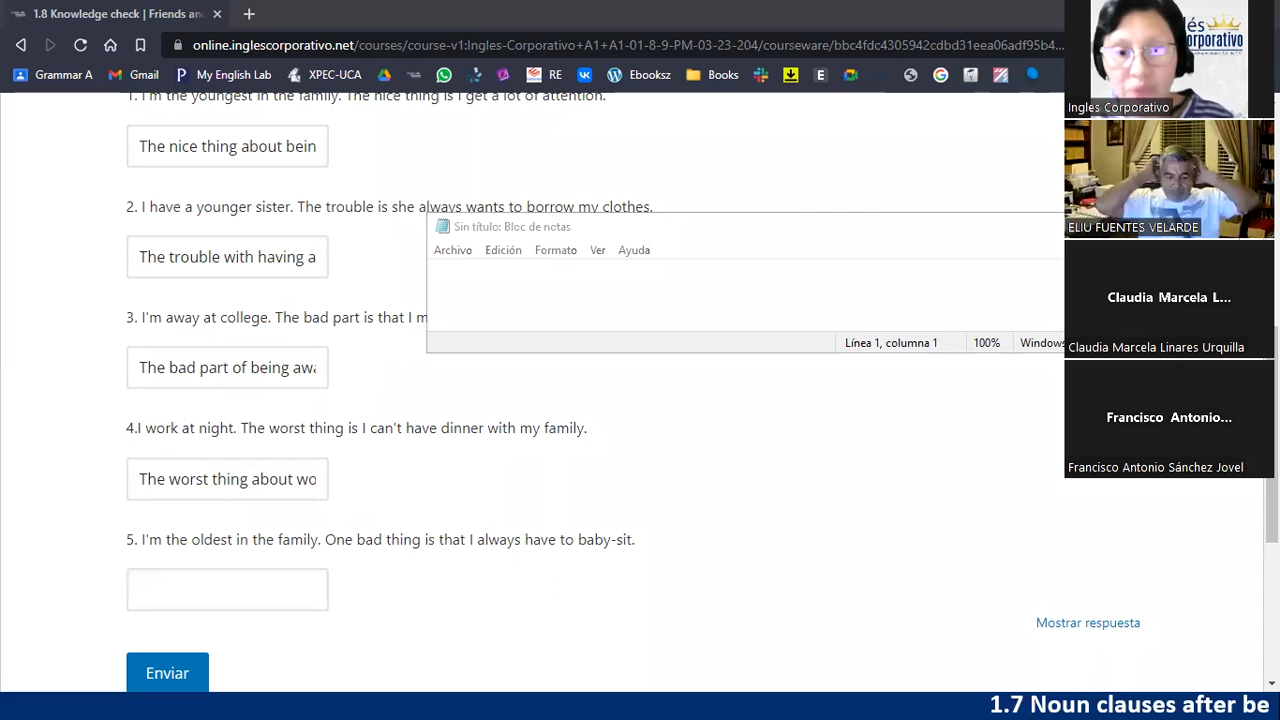 1.8 Knowledge check | Friends an
online.inglescorporativo.net/courses/course-v1:Ingles-Corporativo+A1+A1-01-8-9-PM-03-23-204/courseware/bbc4fdc4305942cdb
Grammar A
Gmail
My English Lab
XPEC-UCA
RE
Ebooksz
Books
1. I'm the youngest in the family. The nice thing is I get a lot of attention.
The nice thing about bein
2. I have a younger sister. The trouble is she always wants to borrow my clothes.
Sin título: Bloc de notas
Archivo Edición Formato Ver Ayuda
The trouble with having a
3. I'm away at college. The bad part is that I m
Línea 1, columna 1 100% Windows
The bad part of being awa
4.I work at night. The worst thing is I can't have dinner with my family.
The worst thing about wo
5. I'm the oldest in the family. One bad thing is that I always have to baby-sit.
Mostrar respuesta
Enviar
glés
Corporativo
Ingles Corporativo
ELIU FUENTES VELARDE
Claudia Marcela L...
Claudia Marcela Linares Urquilla
Francisco Antonio...
Francisco Antonio Sánchez Jovel
1.7 Noun clauses after be